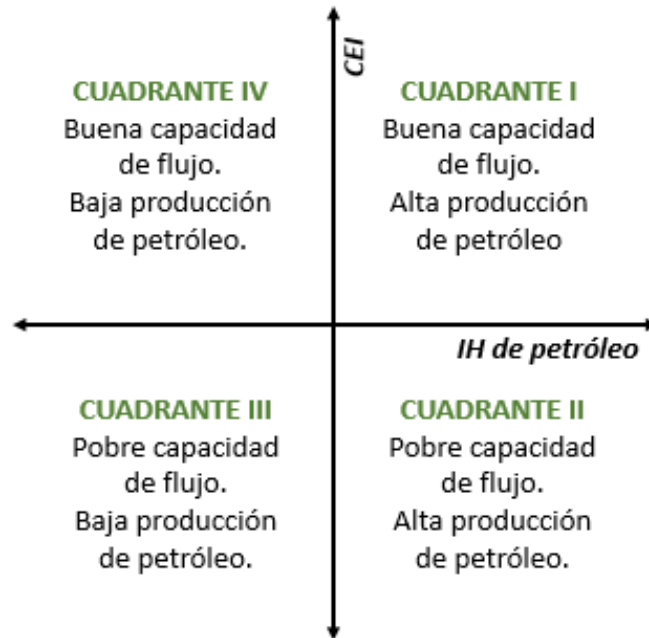 CEI
CUADRANTE IV
Buena capacidad
de flujo.
Baja producción
de petróleo.
CUADRANTE I
Buena capacidad
de flujo.
Alta producción
de petróleo
IH de petróleo
CUADRANTE III
Pobre capacidad
de flujo.
Baja producción
de petróleo.
CUADRANTE II
Pobre capacidad
de flujo.
Alta producción
de petróleo.